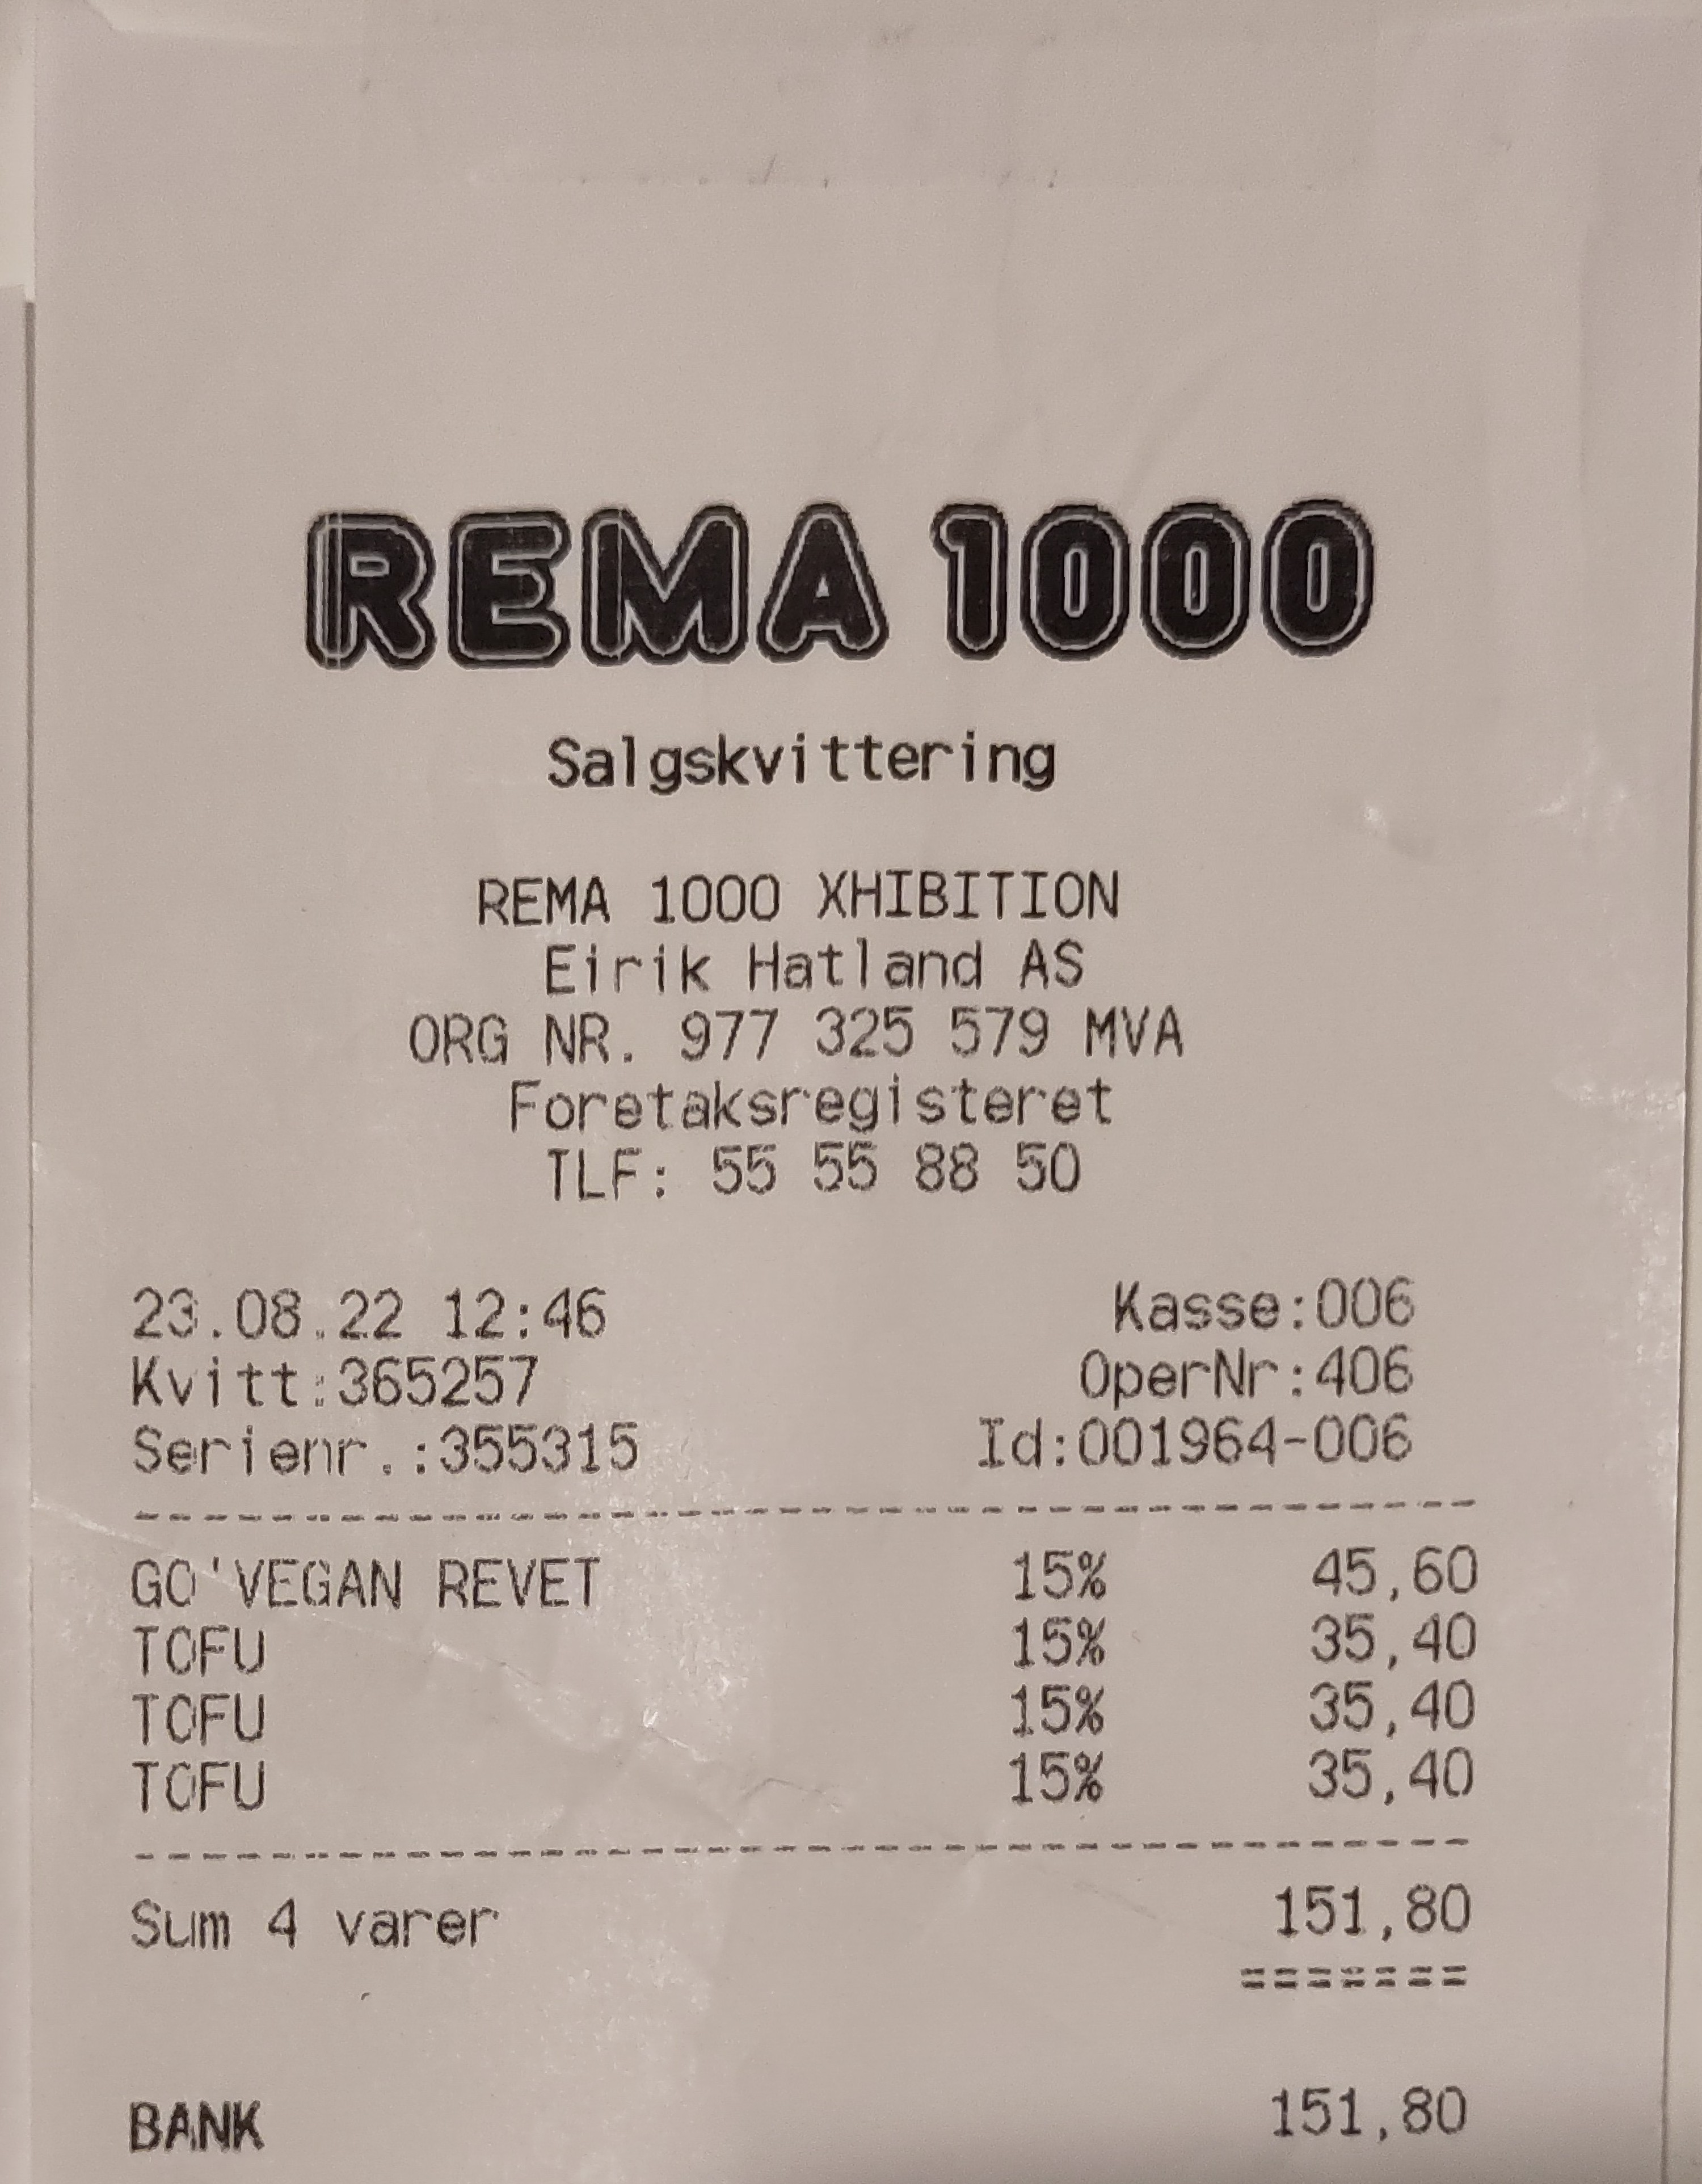 REMA 1000
Salgskvittering
REMA 1000 XHIBITION
Eirik Hatland AS
ORG NR. 977 325 579 MVA
Foretaksregisteret
TLF: 55 55 88 50
23.08.22 12:46 Kasse:006
Kvitt:365257 OperNr:406
Serienr.:355315 Id:001964-006
GO'VEGAN REVET 15% 45,60
TOFU 15% 35,40
TOFU 15% 35,40
TOFU 15% 35,40
Sum 4 varer 151,80
=======
BANK 151,80